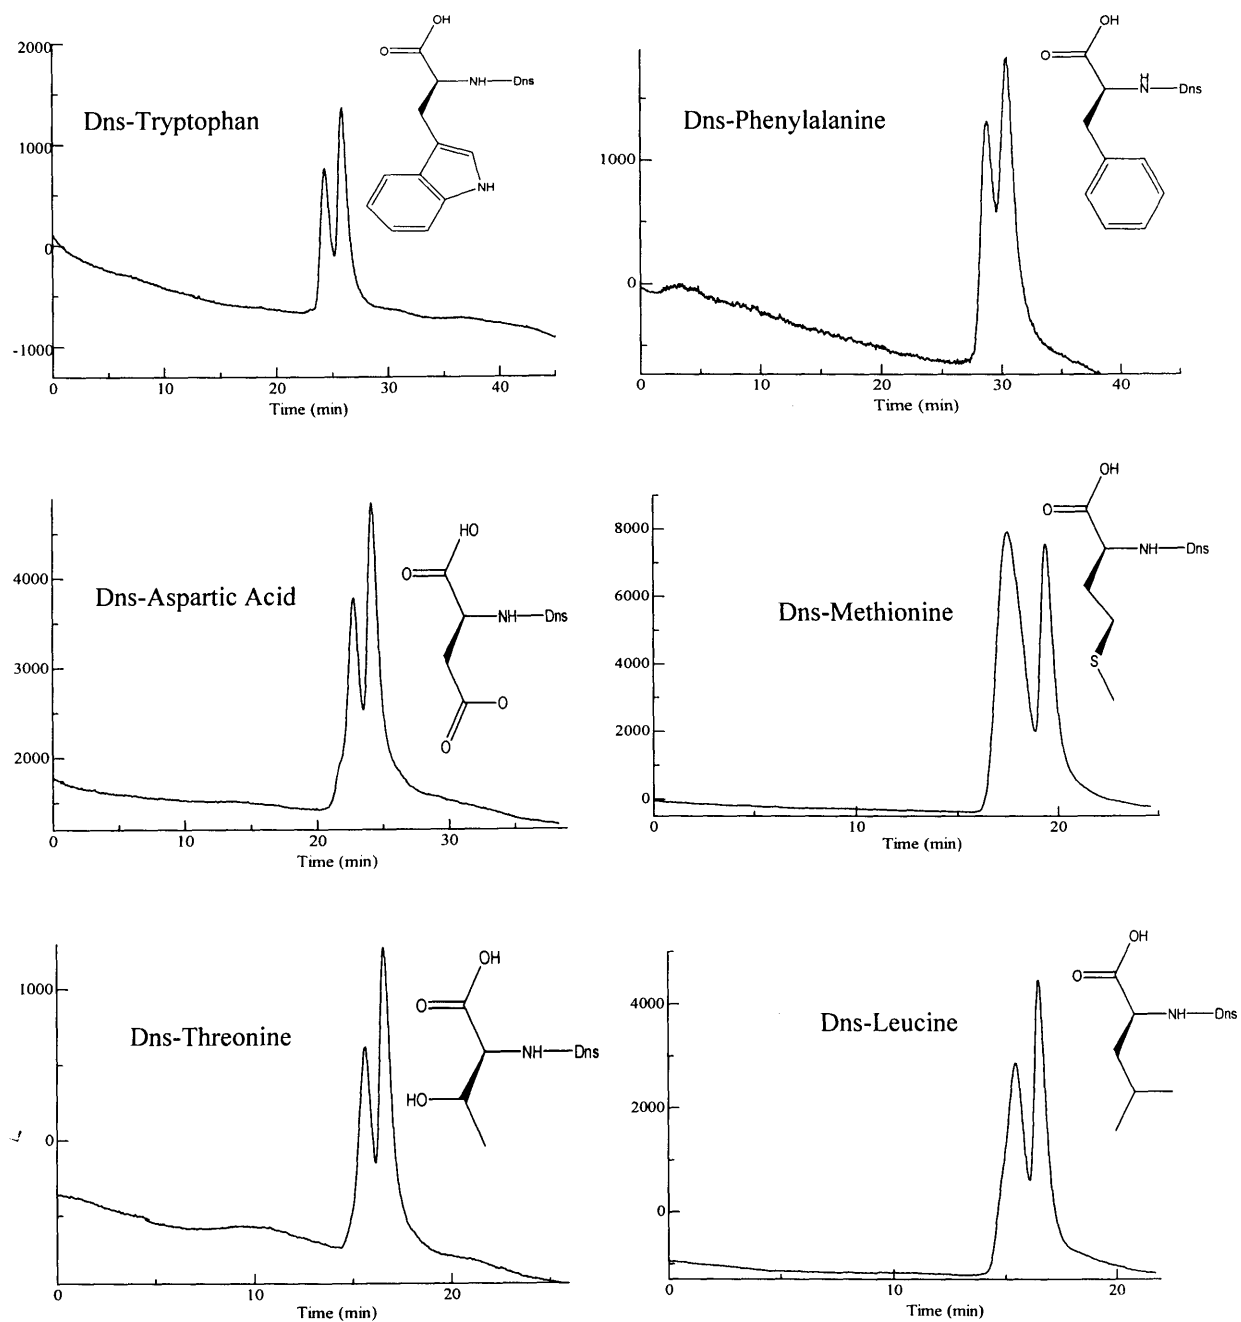 Dns-Tryptophan
2000
1000
0
-1000
0
10
20
30
40
Time (min)
OH
O
NH
Dns
NH
Dns-Phenylalanine
1000
0
0
10
20
30
40
Time (min)
OH
O
H
N
Dns
Dns-Aspartic Acid
4000
3000
2000
0
10
20
30
Time (min)
HO
O
NH
Dns
O
O
Dns-Methionine
8000
6000
4000
2000
0
0
10
20
Time (min)
OH
O
NH
Dns
S
Dns-Threonine
1000
0
0
10
20
Time (min)
OH
O
NH
Dns
HO
Dns-Leucine
4000
2000
0
0
10
15
20
Time (min)
OH
O
NH
Dns